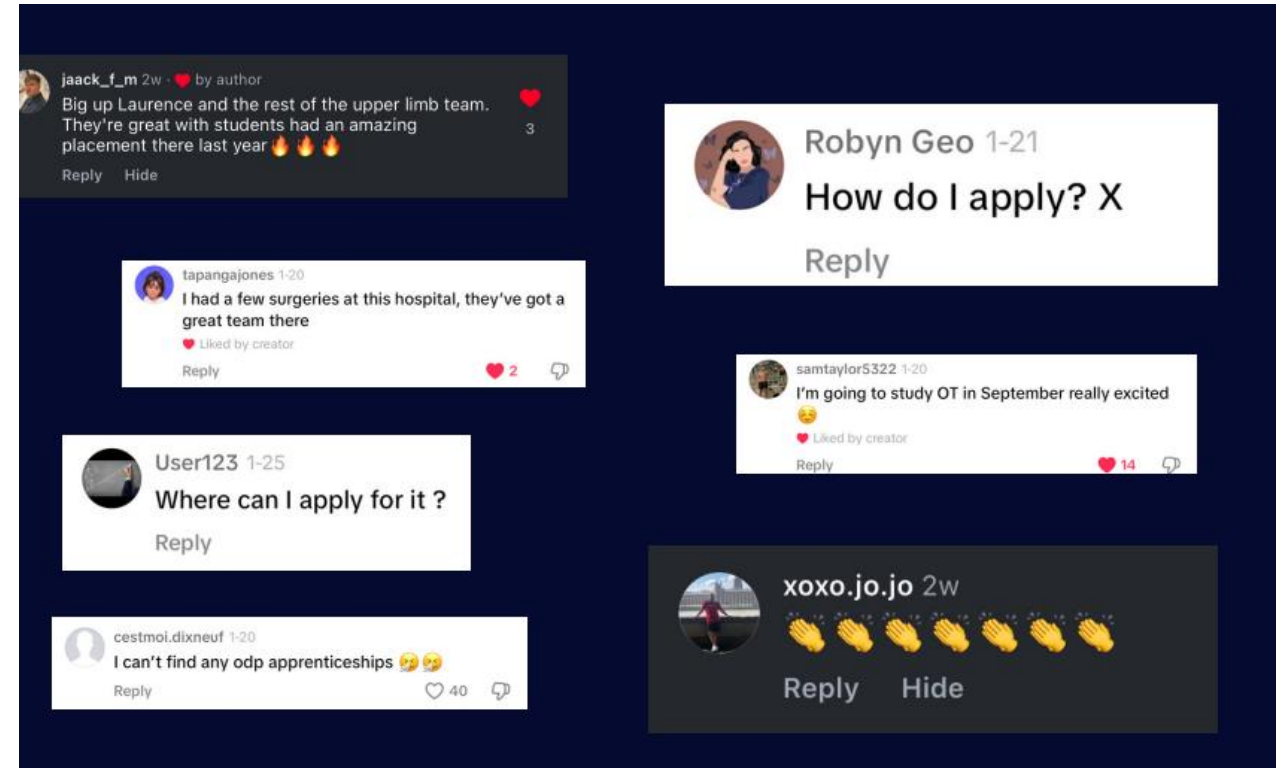 jaack_f_m 2w · ❤️ by author
Big up Laurence and the rest of the upper limb team.
They're great with students had an amazing
placement there last year🔥🔥🔥
3
Reply Hide
Robyn Geo 1-21
How do I apply? X
Reply
tapangajones 1-20
I had a few surgeries at this hospital, they've got a
great team there
❤️ Liked by creator
Reply ❤️ 2
samtaylor5322 1-20
I'm going to study OT in September really excited
☺️
❤️ Liked by creator
Reply ❤️ 14
User123 1-25
Where can I apply for it ?
Reply
cestmoi.dixneuf 1-20
I can't find any odp apprenticeships 🤧🤧
Reply ♡ 40
xoxo.jo.jo 2w
👏👏👏👏👏👏👏
Reply Hide